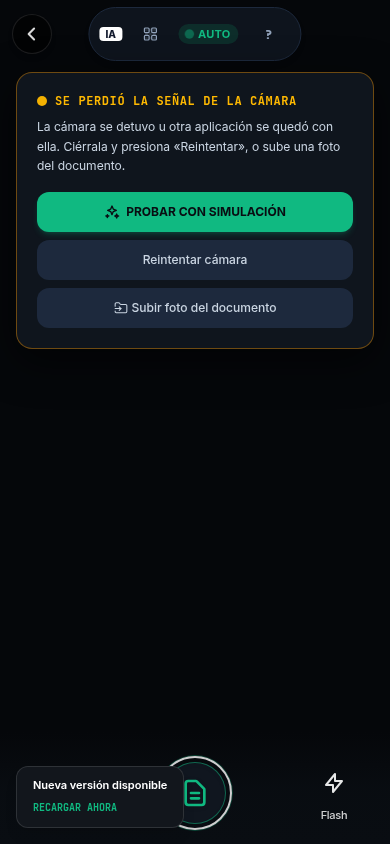 IA
AUTO
?
SE PERDIÓ LA SEÑAL DE LA CÁMARA
La cámara se detuvo u otra aplicación se quedó con
ella. Ciérrala y presiona «Reintentar», o sube una foto
del documento.
PROBAR CON SIMULACIÓN
Reintentar cámara
Subir foto del documento
Nueva versión disponible
RECARGAR AHORA
Flash